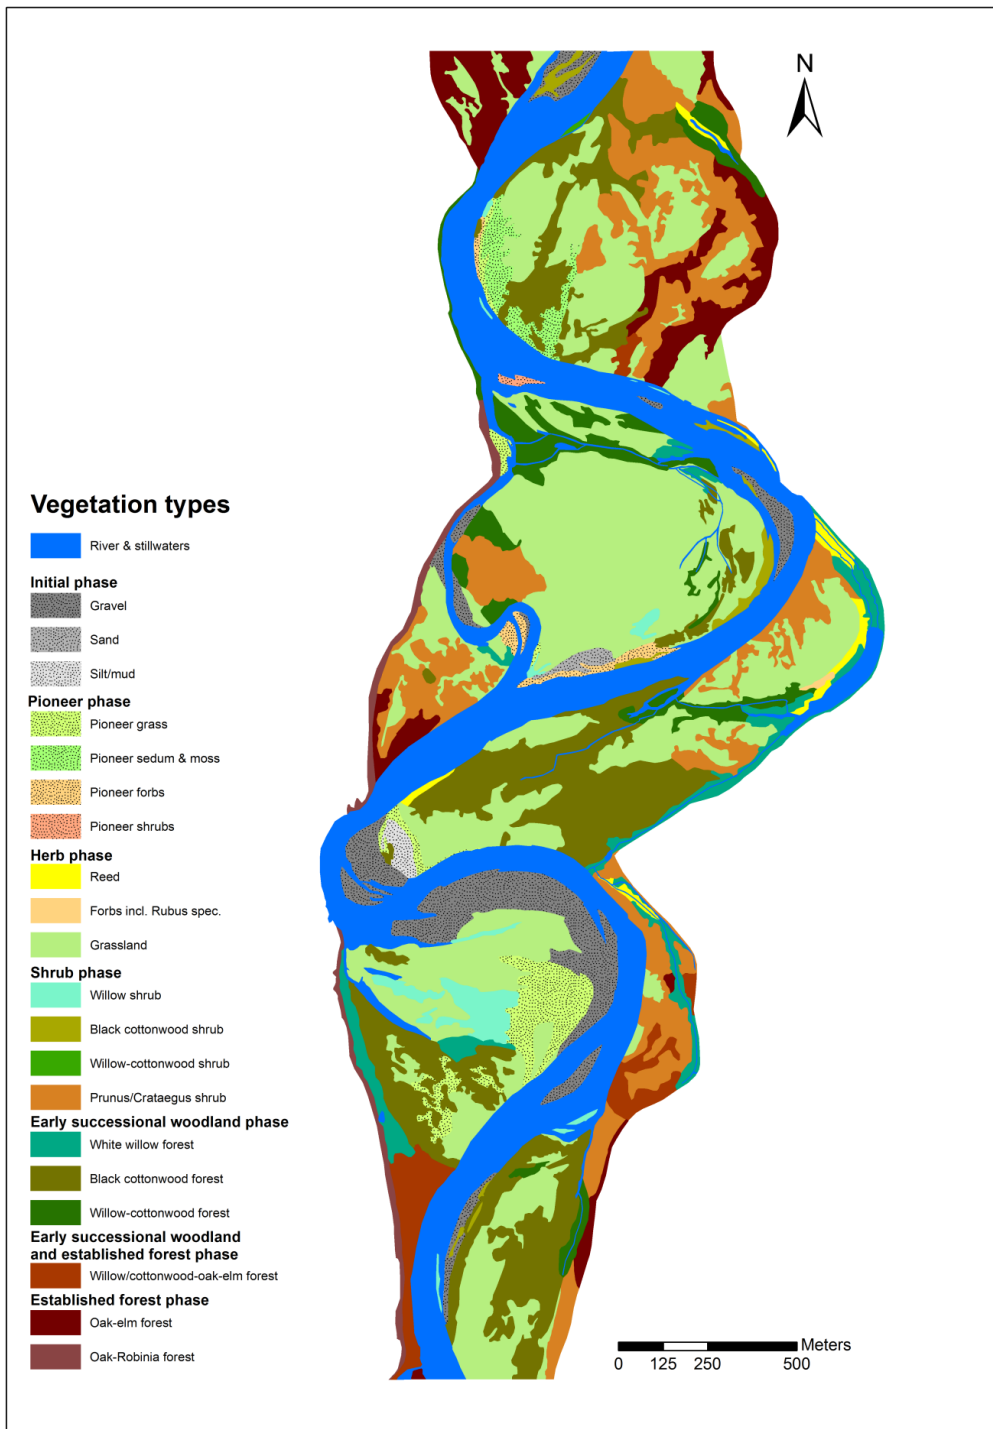 N
Vegetation types
River & stillwaters
Initial phase
Gravel
Sand
Silt/mud
Pioneer phase
Pioneer grass
Pioneer sedum & moss
Pioneer forbs
Pioneer shrubs
Herb phase
Reed
Forbs incl. Rubus spec.
Grassland
Shrub phase
Willow shrub
Black cottonwood shrub
Willow-cottonwood shrub
Prunus/Crataegus shrub
Early successional woodland phase
White willow forest
Black cottonwood forest
Willow-cottonwood forest
Early successional woodland
and established forest phase
Willow/cottonwood-oak-elm forest
Established forest phase
Oak-elm forest
Oak-Robinia forest
Meters
0 125 250 500